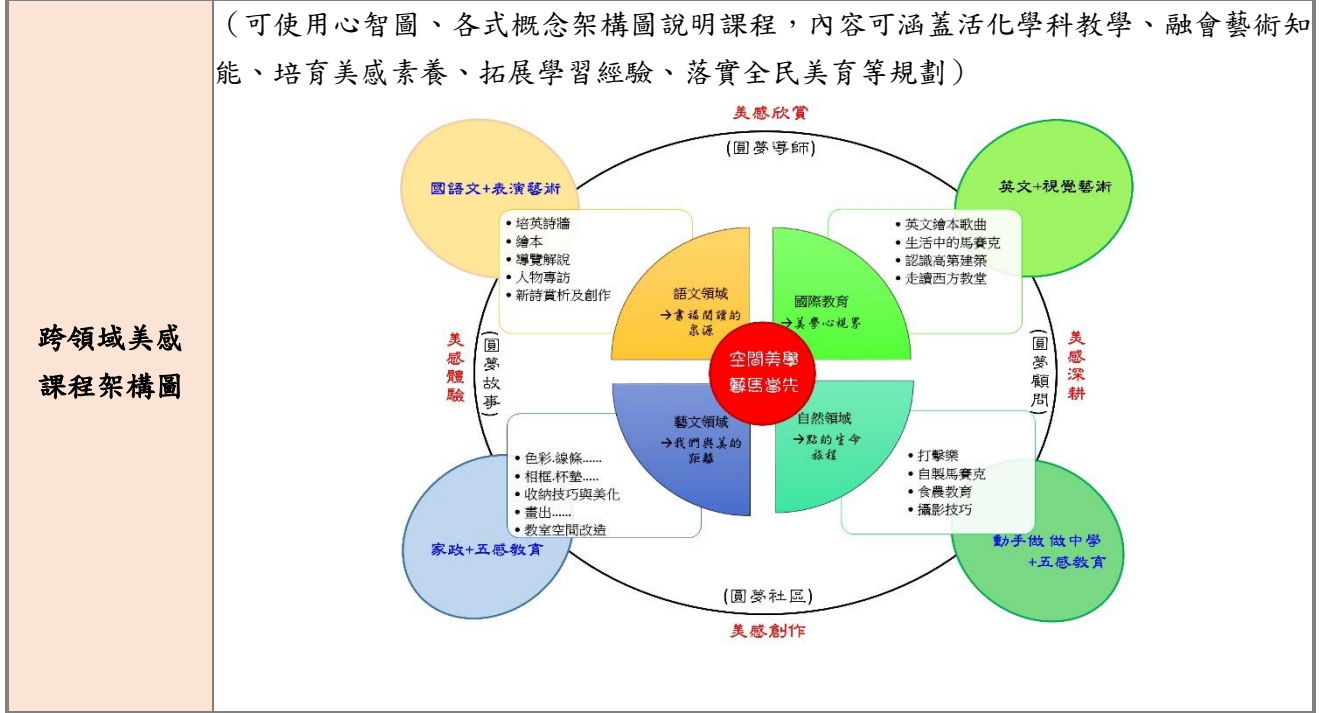 (可使用心智圖、各式概念架構圖說明課程，內容可涵蓋活化學科教學、融會藝術知
能、培育美感素養、拓展學習經驗、落實全民美育等規劃)
跨領域美感
課程架構圖
美感欣賞
(圓夢導師)
國語文+表演藝術
• 培英詩牆
• 繪本
• 導覽解說
• 人物專訪
• 新詩賞析及創作
語文領域
→書福閱讀的
泉源
英文+視覺藝術
• 英文繪本歌曲
• 生活中的馬賽克
• 認識高第建築
• 走讀西方教堂
國際教育
→美學心視界
美感體驗
(圓夢故事)
空間美學
藝馬當先
(圓夢顧問)
美感深耕
藝文領域
→我們與美的
距離
• 色彩.線條......
• 相框.杯墊.....
• 收納技巧與美化
• 畫出......
• 教室空間改造
家政+五感教育
自然領域
→點的生命
旅程
• 打擊樂
• 自製馬賽克
• 食農教育
• 攝影技巧
動手做 做中學
+五感教育
(圓夢社區)
美感創作